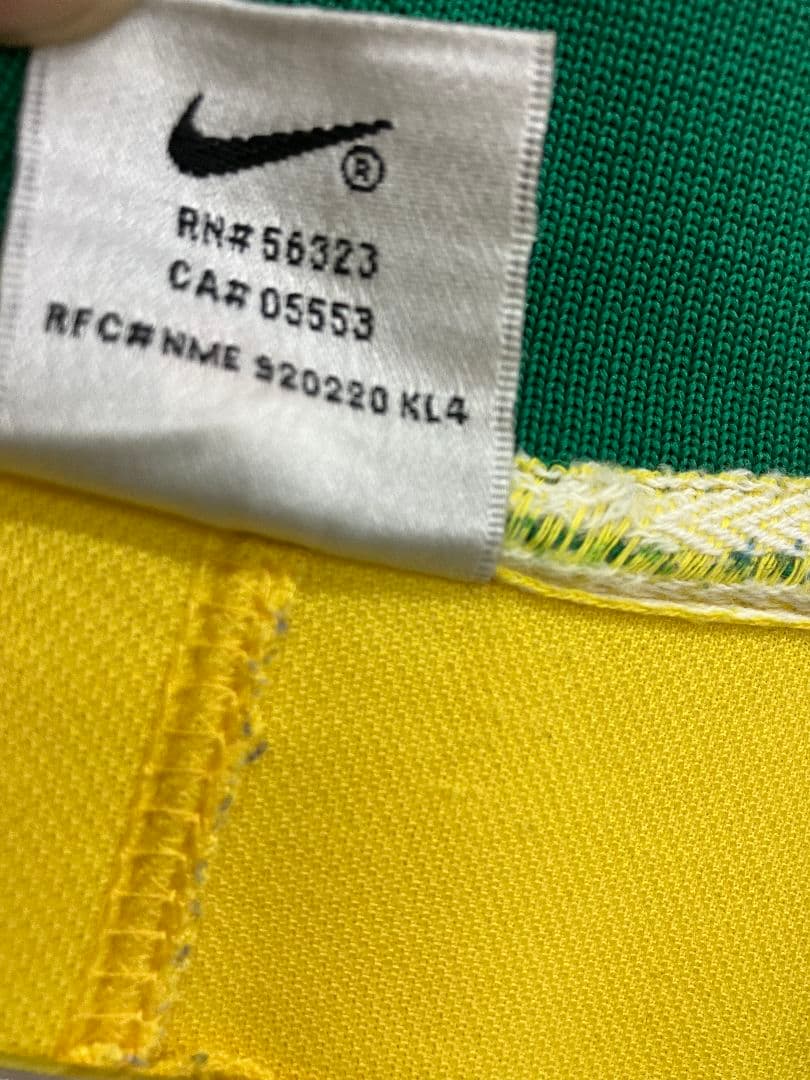 ®
RN# 56323
CA# 05553
RFC# NME 920220 KL4